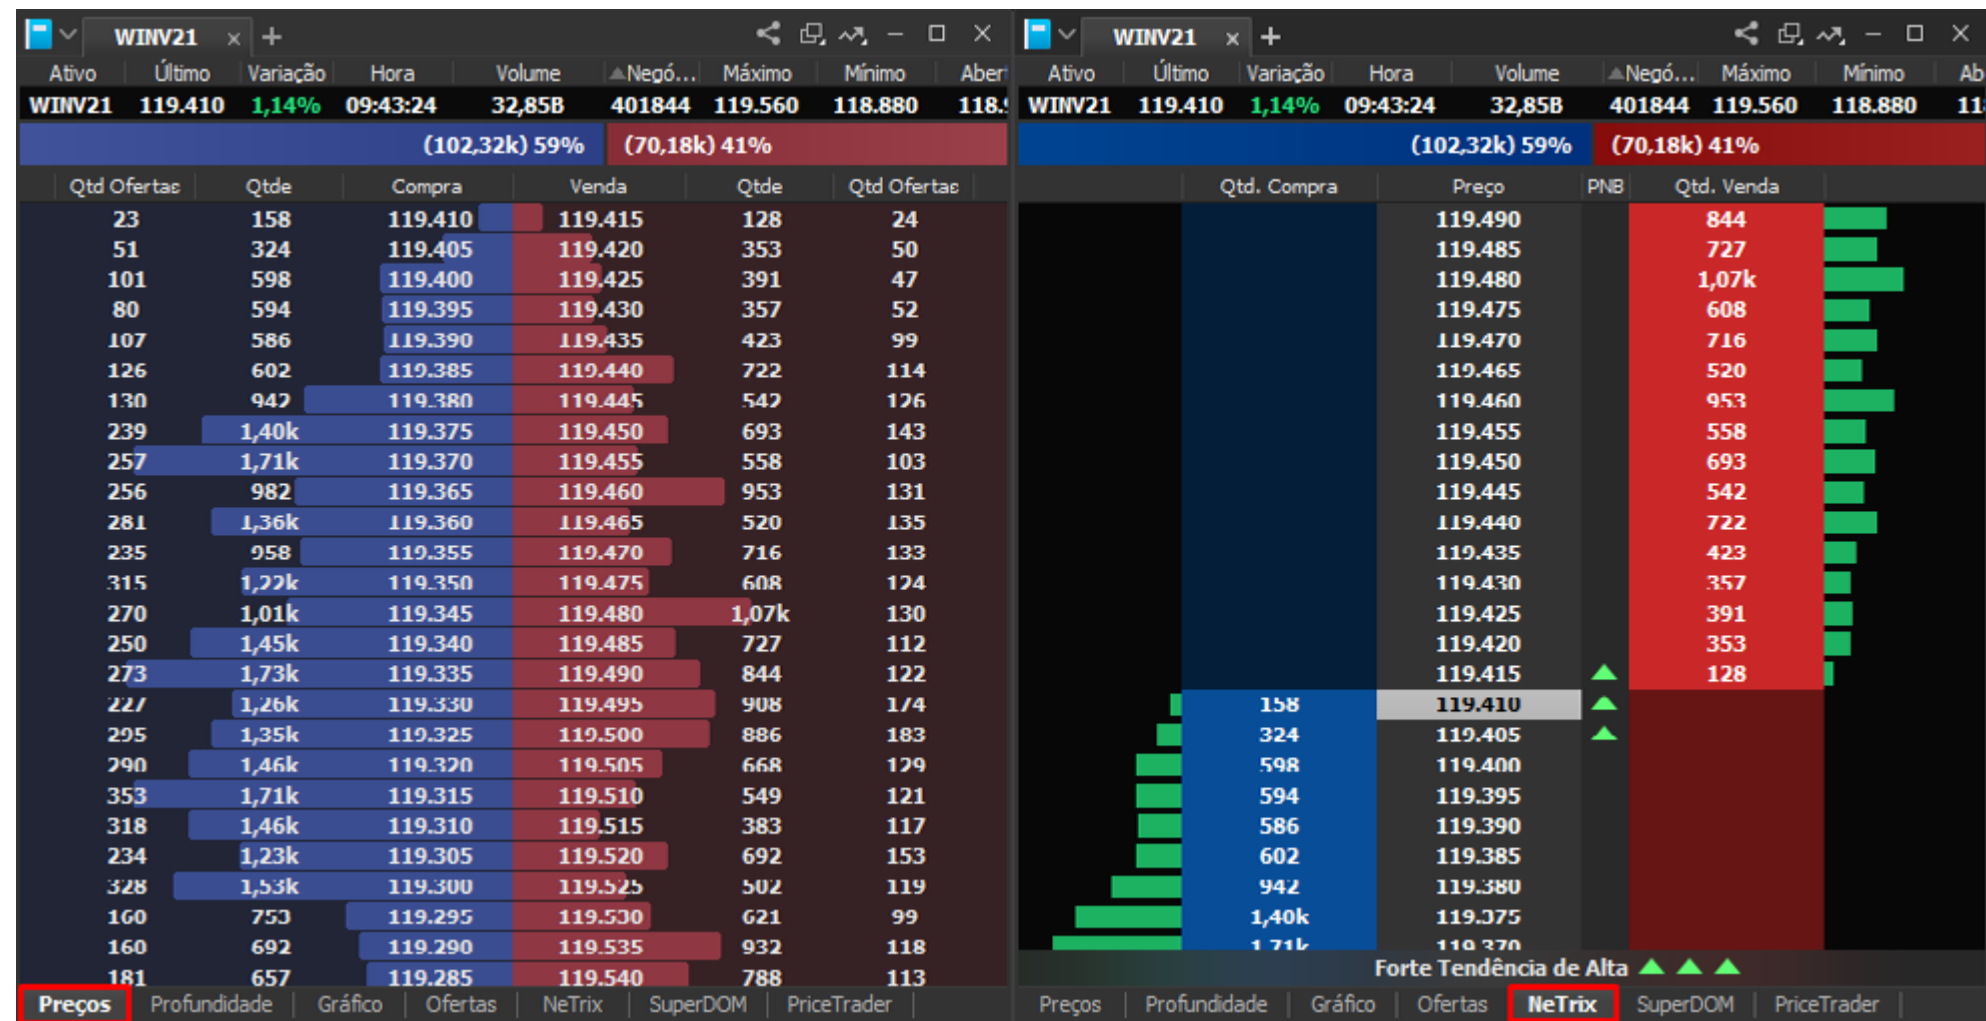 WINV21 × +
Ativo Último Variação Hora Volume Negó... Máximo Mínimo Aber
WINV21 119.410 1,14% 09:43:24 32,85B 401844 119.560 118.880 118.9
(102,32k) 59% (70,18k) 41%
Qtd Ofertas Qtde Compra Venda Qtde Qtd Ofertas
23 158 119.410 119.415 128 24
51 324 119.405 119.420 353 50
101 598 119.400 119.425 391 47
80 594 119.395 119.430 357 52
107 586 119.390 119.435 423 99
126 602 119.385 119.440 722 114
130 942 119.380 119.445 542 126
239 1,40k 119.375 119.450 693 143
257 1,71k 119.370 119.455 558 103
256 982 119.365 119.460 953 131
281 1,36k 119.360 119.465 520 135
235 958 119.355 119.470 716 133
315 1,22k 119.350 119.475 608 124
270 1,01k 119.345 119.480 1,07k 130
250 1,45k 119.340 119.485 727 112
273 1,73k 119.335 119.490 844 122
227 1,26k 119.330 119.495 908 174
295 1,35k 119.325 119.500 886 183
290 1,46k 119.320 119.505 668 129
353 1,71k 119.315 119.510 549 121
318 1,46k 119.310 119.515 383 117
234 1,23k 119.305 119.520 692 153
328 1,53k 119.300 119.525 502 119
160 753 119.295 119.530 621 99
160 692 119.290 119.535 932 118
181 657 119.285 119.540 788 113
Preços Profundidade Gráfico Ofertas NeTrix SuperDOM PriceTrader
WINV21 × +
Ativo Último Variação Hora Volume Negó... Máximo Mínimo Ab
WINV21 119.410 1,14% 09:43:24 32,85B 401844 119.560 118.880 11
(102,32k) 59% (70,18k) 41%
Qtd. Compra Preço PNB Qtd. Venda
119.490 844
119.485 727
119.480 1,07k
119.475 608
119.470 716
119.465 520
119.460 953
119.455 558
119.450 693
119.445 542
119.440 722
119.435 423
119.430 357
119.425 391
119.420 353
119.415 128
158 119.410
324 119.405
598 119.400
594 119.395
586 119.390
602 119.385
942 119.380
1,40k 119.375
1,71k 119.370
Forte Tendência de Alta
Preços Profundidade Gráfico Ofertas NeTrix SuperDOM PriceTrader